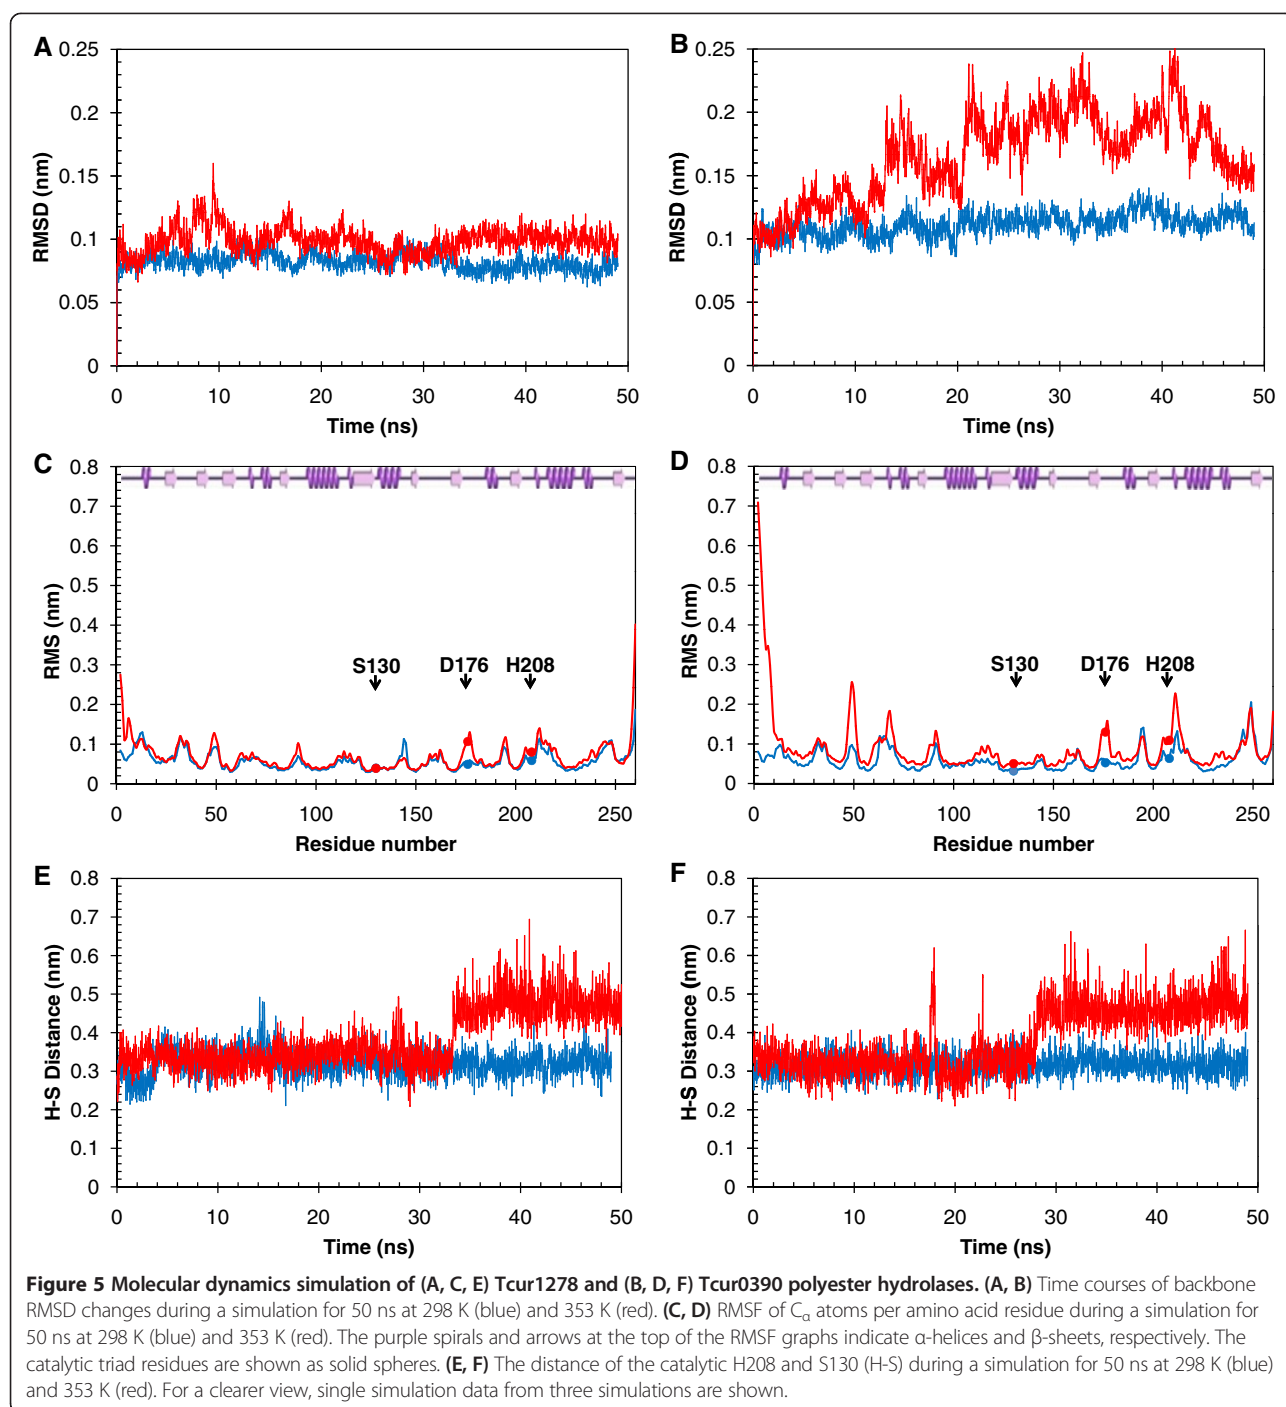 A
B
0.25
0.2
0.15
0.1
0.05
0
RMSD (nm)
0 10 20 30 40 50
Time (ns)
0.25
0.2
0.15
0.1
0.05
0
RMSD (nm)
0 10 20 30 40 50
Time (ns)
C
D
0.8
0.7
0.6
0.5
0.4
0.3
0.2
0.1
0
RMS (nm)
S130 D176 H208
0 50 100 150 200 250
Residue number
0.8
0.7
0.6
0.5
0.4
0.3
0.2
0.1
0
RMS (nm)
S130 D176 H208
0 50 100 150 200 250
Residue number
E
F
0.8
0.7
0.6
0.5
0.4
0.3
0.2
0.1
0
H-S Distance (nm)
0 10 20 30 40 50
Time (ns)
0.8
0.7
0.6
0.5
0.4
0.3
0.2
0.1
0
H-S Distance (nm)
0 10 20 30 40 50
Time (ns)
Figure 5 Molecular dynamics simulation of (A, C, E) Tcur1278 and (B, D, F) Tcur0390 polyester hydrolases. (A, B) Time courses of backbone
RMSD changes during a simulation for 50 ns at 298 K (blue) and 353 K (red). (C, D) RMSF of Cα atoms per amino acid residue during a simulation for
50 ns at 298 K (blue) and 353 K (red). The purple spirals and arrows at the top of the RMSF graphs indicate α-helices and β-sheets, respectively. The
catalytic triad residues are shown as solid spheres. (E, F) The distance of the catalytic H208 and S130 (H-S) during a simulation for 50 ns at 298 K (blue)
and 353 K (red). For a clearer view, single simulation data from three simulations are shown.